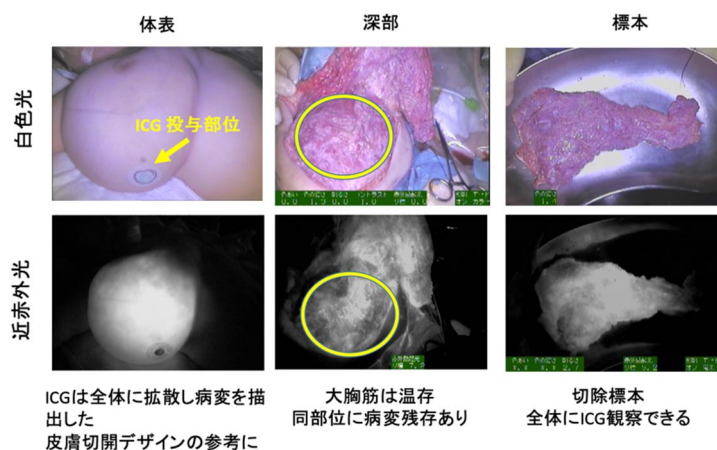 体表
深部
標本
白色光
ICG 投与部位
近赤外光
ICGは全体に拡散し病変を描
出した
皮膚切開デザインの参考に
大胸筋は温存
同部位に病変残存あり
切除標本
全体にICG観察できる